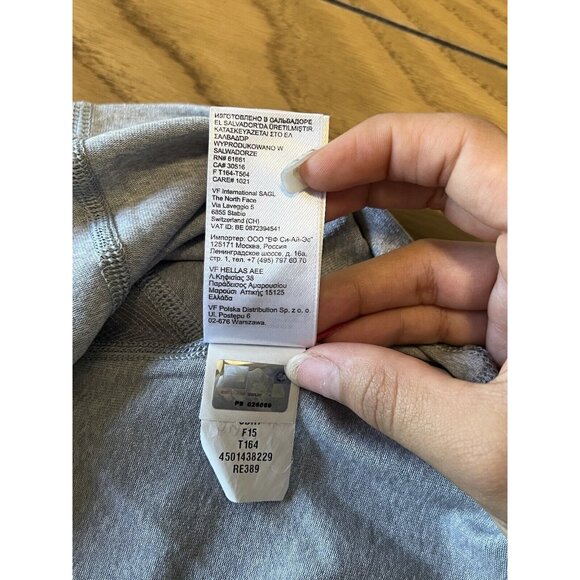 ИЗГОТОВЛЕНО В САЛЬВАДОРЕ
EL SALVADOR'DA ÜRETILMIŞTIR.
ΚΑΤΑΣΚΕΥΑΖΕΤΑΙ ΣΤΟ ΕΛ
ΣΑΛΒΑΔΩΡ
WYPRODUKOWANO W
SALWADORZE
RN# 61661
CA# 30516
F T164-T564
CARE# 1021
VF International SAGL
The North Face
Via Laveggio 5
6855 Stabio
Switzerland (CH)
VAT ID: BE 0872394541
Импортер: ООО "ВФ Си-Ай-Эс"
125171 Москва, Россия
Ленинградское шоссе, д. 16а,
стр. 1, тел. +7 (495) 797 60 70
VF HELLAS AEE
Λ.Κηφισίας 38
Παράδεισος Αμαρουσίου
Μαρούσι Αττικής 15125
Ελλάδα
VF Polska Distribution Sp. z o. o.
Ul. Postępu 6
02-676 Warszawa.
PS 026089
F15
T164
4501438229
RE389